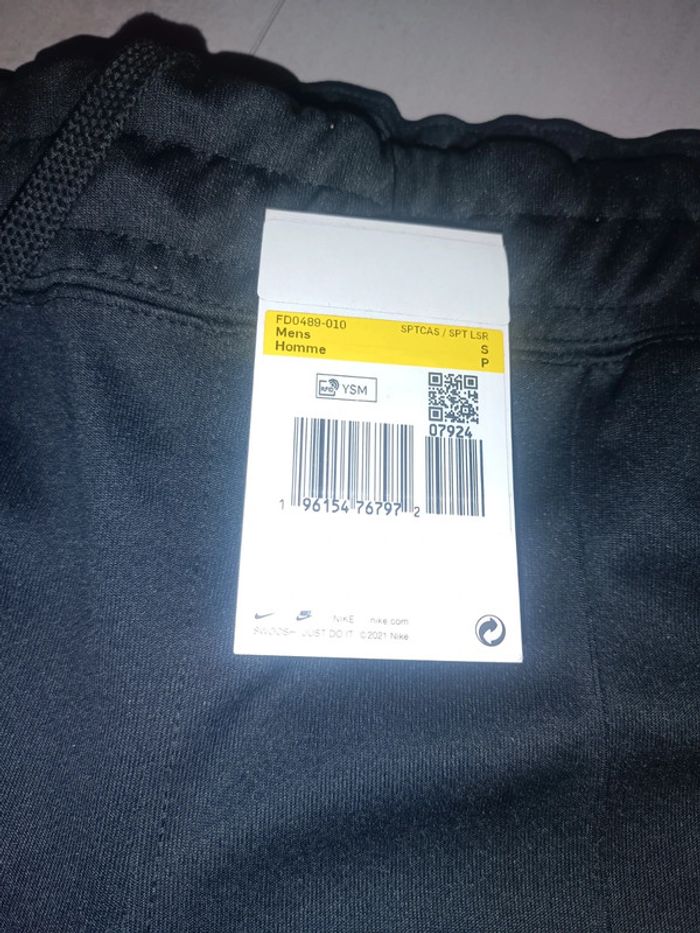 FD0489-010 SPTCAS / SPT LSR
Mens S
Homme P
RFID YSM
07924
1 96154 76797 2
NIKE nike.com
SWOOSH JUST DO IT ©2021 Nike